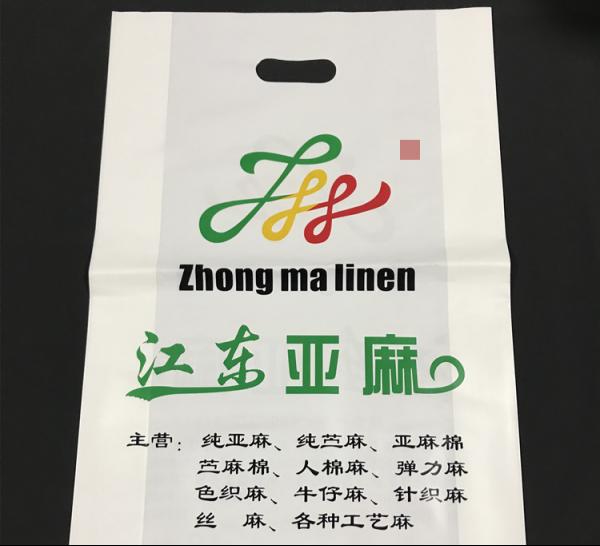 Zhong ma linen
江东亚麻
主营：纯亚麻、纯苎麻、亚麻棉
苎麻棉、人棉麻、弹力麻
色织麻、牛仔麻、针织麻
丝 麻、各种工艺麻